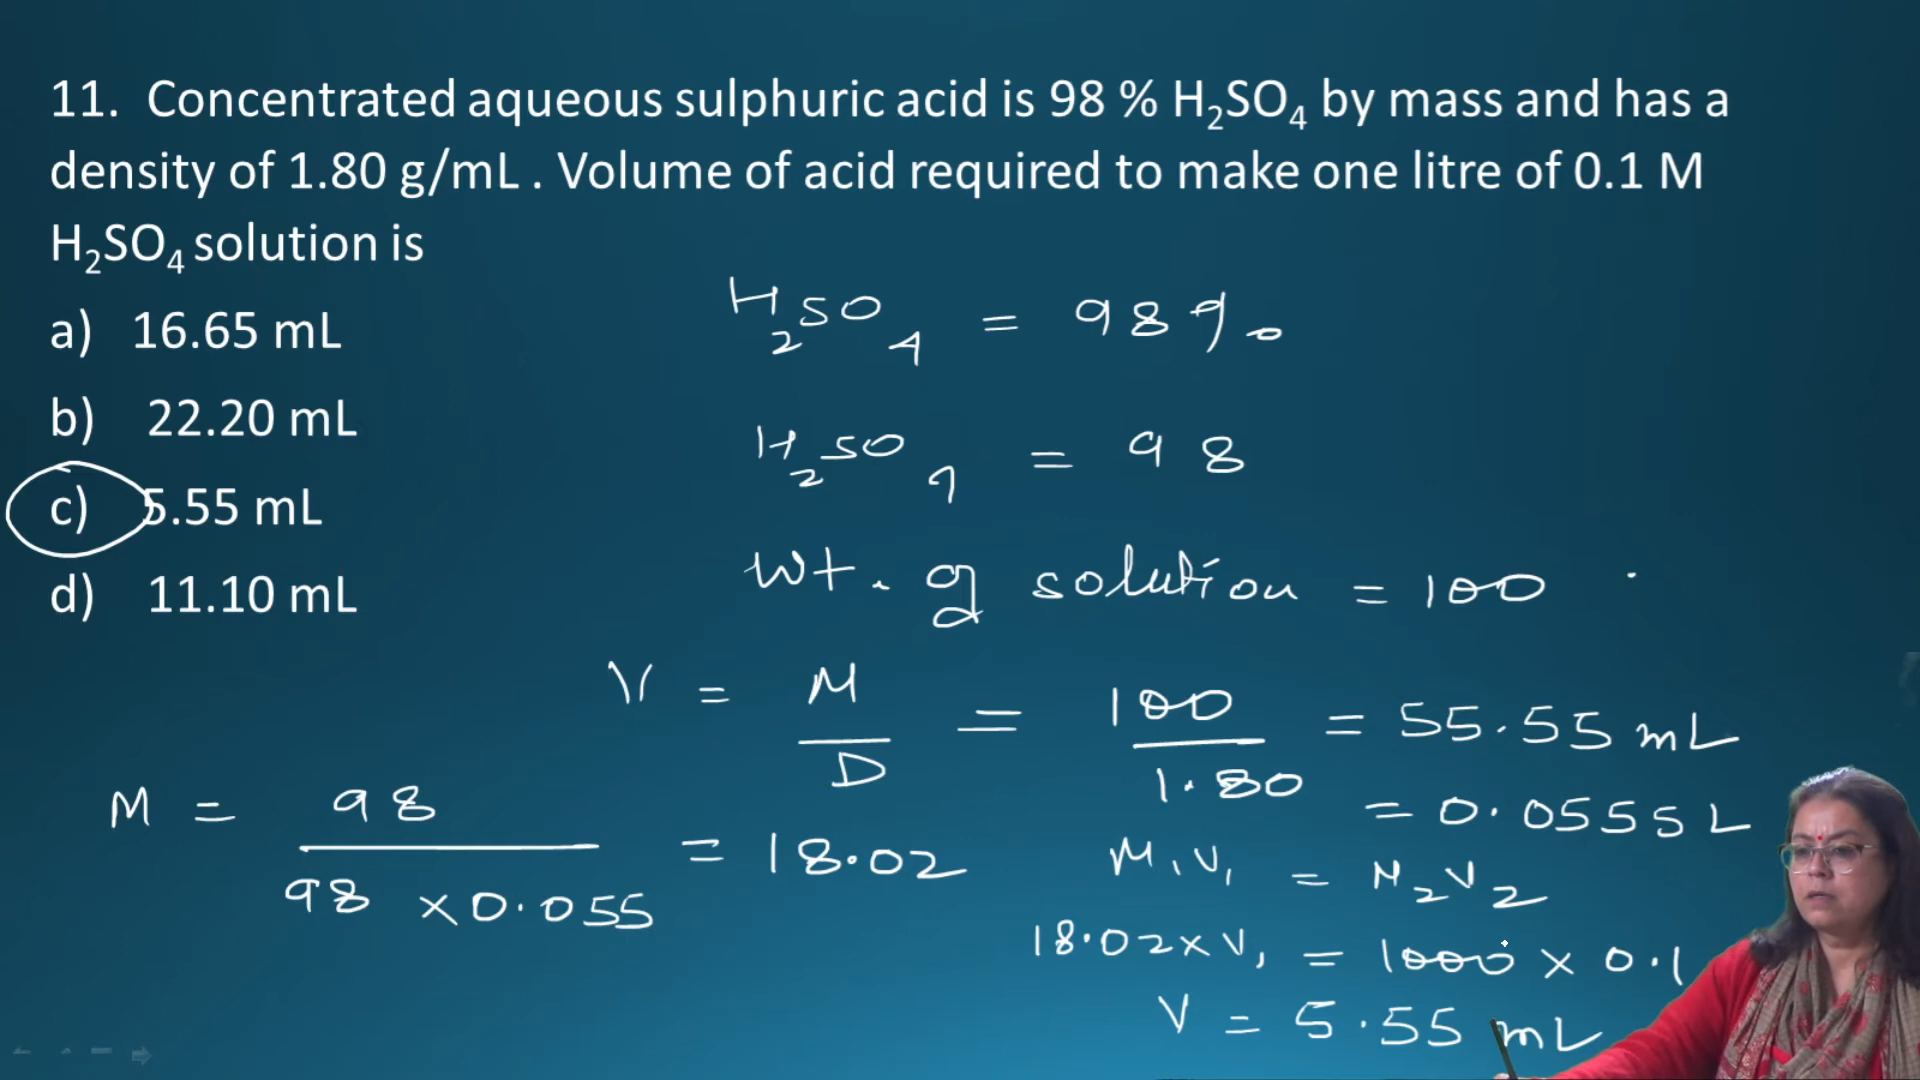 11. Concentrated aqueous sulphuric acid is 98 % H₂SO₄ by mass and has a
density of 1.80 g/mL . Volume of acid required to make one litre of 0.1 M
H₂SO₄ solution is
a) 16.65 mL
b) 22.20 mL
c) 5.55 mL
d) 11.10 mL
H₂SO₄ = 98%
H₂SO₄ = 98
wt. of solution = 100
V = M/D = 100/1.80 = 55.55 mL
= 0.0555 L
M = 98/(98 x 0.055) = 18.02
M₁V₁ = M₂V₂
18.02 x V₁ = 1000 x 0.1
V = 5.55 mL